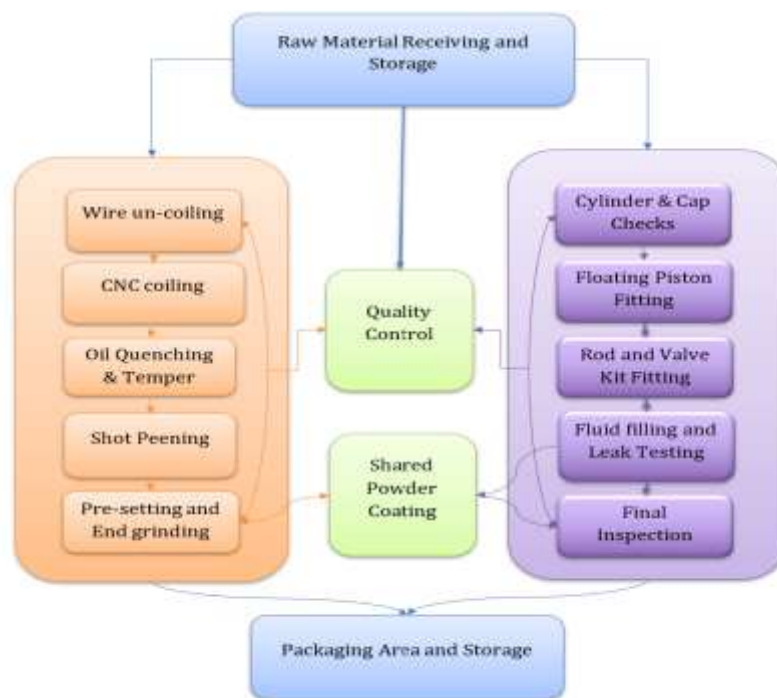 Raw Material Receiving and
Storage
Wire un-coiling
CNC coiling
Oil Quenching
& Temper
Shot Peening
Pre-setting and
End grinding
Quality
Control
Shared
Powder
Coating
Cylinder & Cap
Checks
Floating Piston
Fitting
Rod and Valve
Kit Fitting
Fluid filling and
Leak Testing
Final
Inspection
Packaging Area and Storage